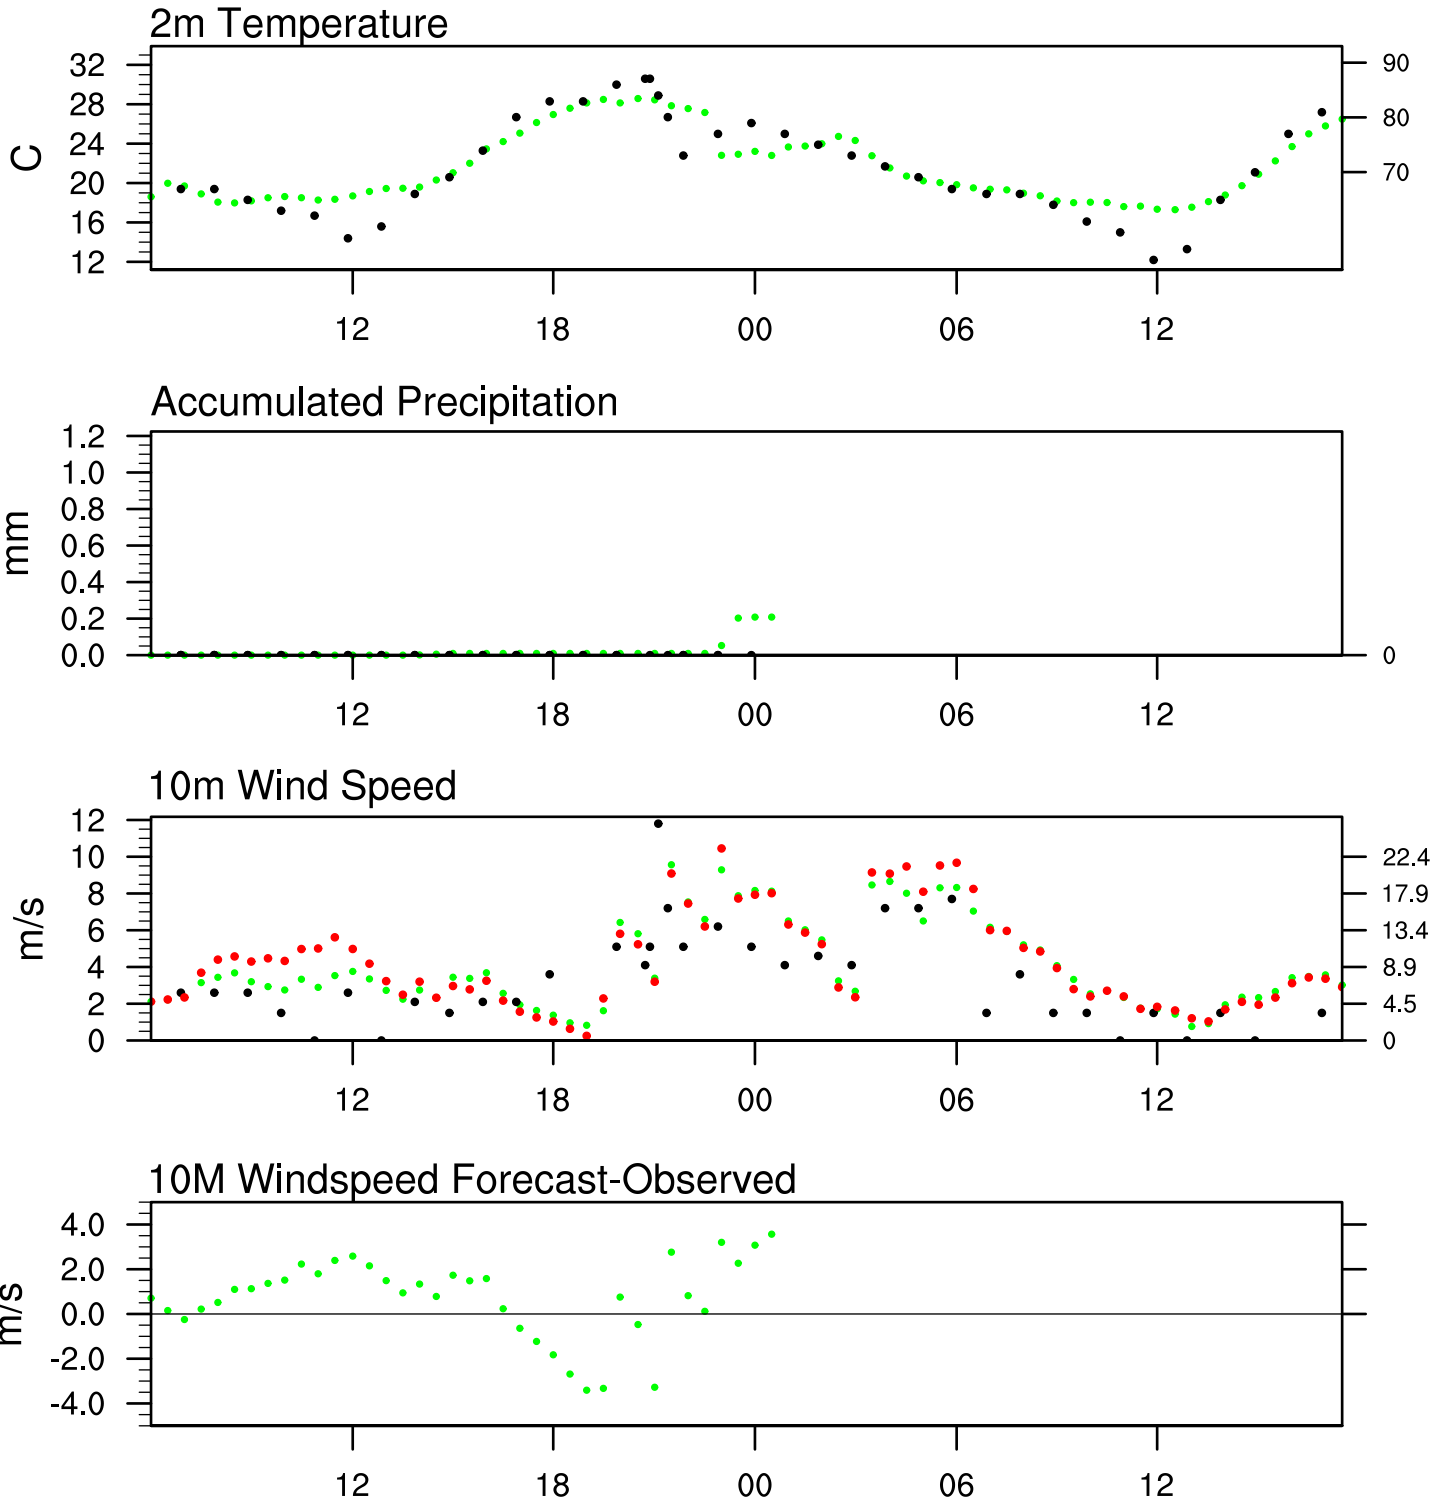 2m Temperature
32
28
24
20
16
12
C
90
80
70
12 18 00 06 12
Accumulated Precipitation
1.2
1.0
0.8
0.6
0.4
0.2
0.0
mm
0
12 18 00 06 12
10m Wind Speed
12
10
8
6
4
2
0
m/s
22.4
17.9
13.4
8.9
4.5
0
12 18 00 06 12
10M Windspeed Forecast-Observed
4.0
2.0
0.0
-2.0
-4.0
m/s
12 18 00 06 12